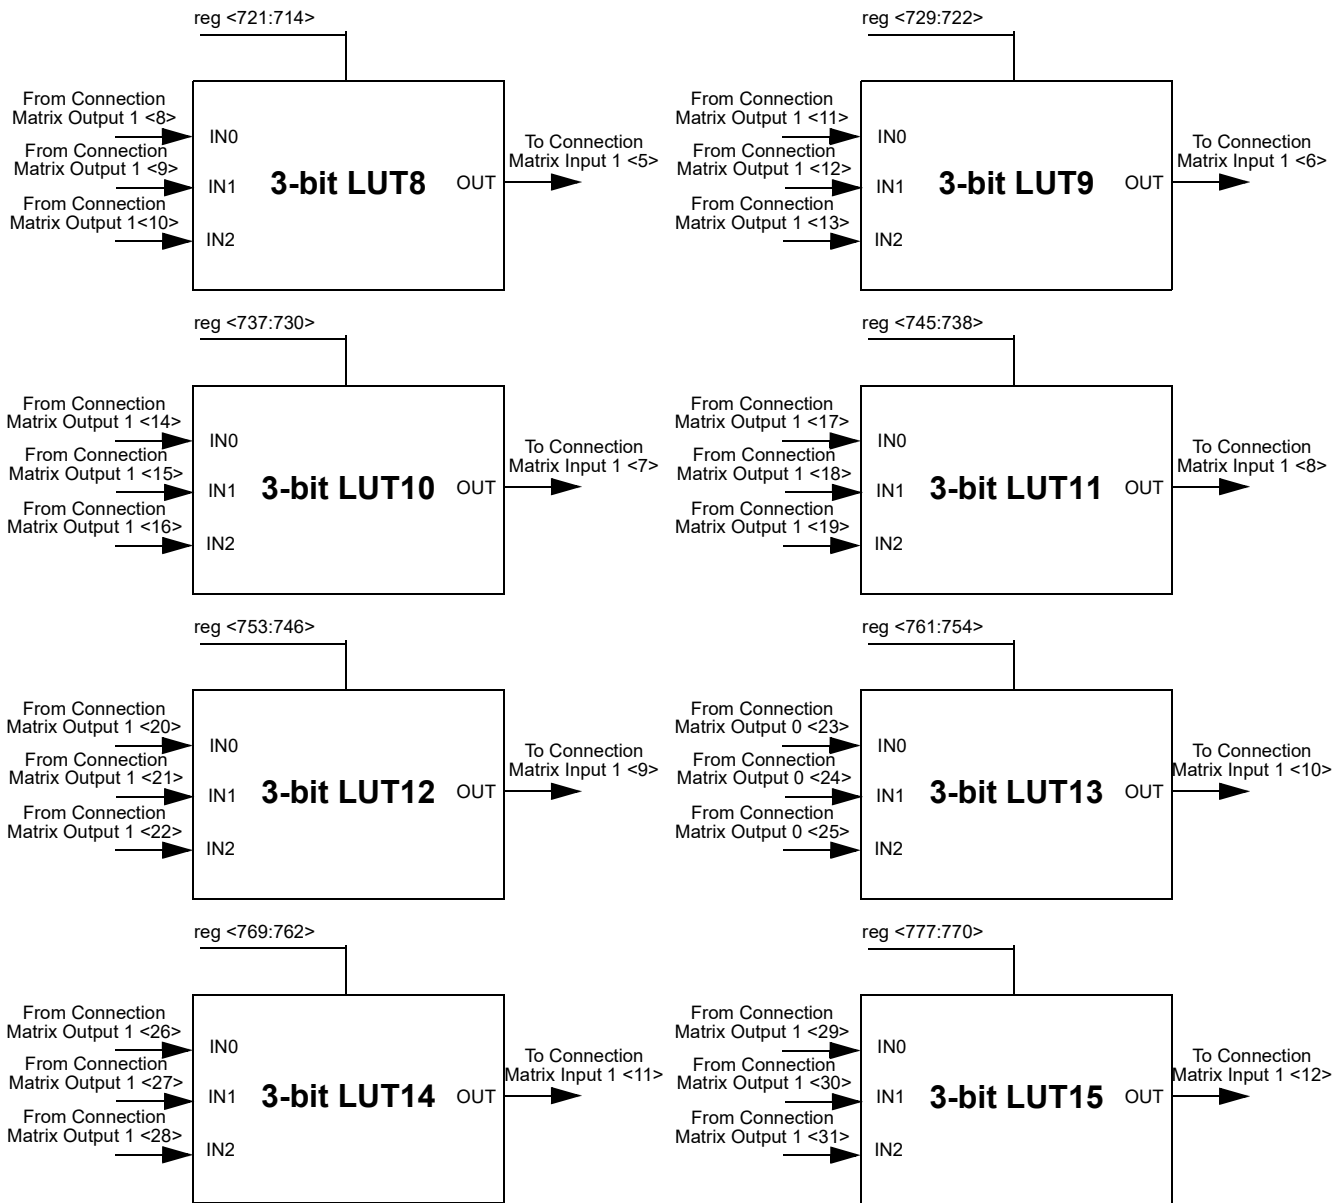 reg <721:714>
From Connection
Matrix Output 1 <8>
From Connection
Matrix Output 1 <9>
From Connection
Matrix Output 1<10>
IN0
IN1
IN2
3-bit LUT8
OUT
To Connection
Matrix Input 1 <5>
reg <729:722>
From Connection
Matrix Output 1 <11>
From Connection
Matrix Output 1 <12>
From Connection
Matrix Output 1 <13>
IN0
IN1
IN2
3-bit LUT9
OUT
To Connection
Matrix Input 1 <6>
reg <737:730>
From Connection
Matrix Output 1 <14>
From Connection
Matrix Output 1 <15>
From Connection
Matrix Output 1 <16>
IN0
IN1
IN2
3-bit LUT10
OUT
To Connection
Matrix Input 1 <7>
reg <745:738>
From Connection
Matrix Output 1 <17>
From Connection
Matrix Output 1 <18>
From Connection
Matrix Output 1 <19>
IN0
IN1
IN2
3-bit LUT11
OUT
To Connection
Matrix Input 1 <8>
reg <753:746>
From Connection
Matrix Output 1 <20>
From Connection
Matrix Output 1 <21>
From Connection
Matrix Output 1 <22>
IN0
IN1
IN2
3-bit LUT12
OUT
To Connection
Matrix Input 1 <9>
reg <761:754>
From Connection
Matrix Output 0 <23>
From Connection
Matrix Output 0 <24>
From Connection
Matrix Output 0 <25>
IN0
IN1
IN2
3-bit LUT13
OUT
To Connection
Matrix Input 1 <10>
reg <769:762>
From Connection
Matrix Output 1 <26>
From Connection
Matrix Output 1 <27>
From Connection
Matrix Output 1 <28>
IN0
IN1
IN2
3-bit LUT14
OUT
To Connection
Matrix Input 1 <11>
reg <777:770>
From Connection
Matrix Output 1 <29>
From Connection
Matrix Output 1 <30>
From Connection
Matrix Output 1 <31>
IN0
IN1
IN2
3-bit LUT15
OUT
To Connection
Matrix Input 1 <12>